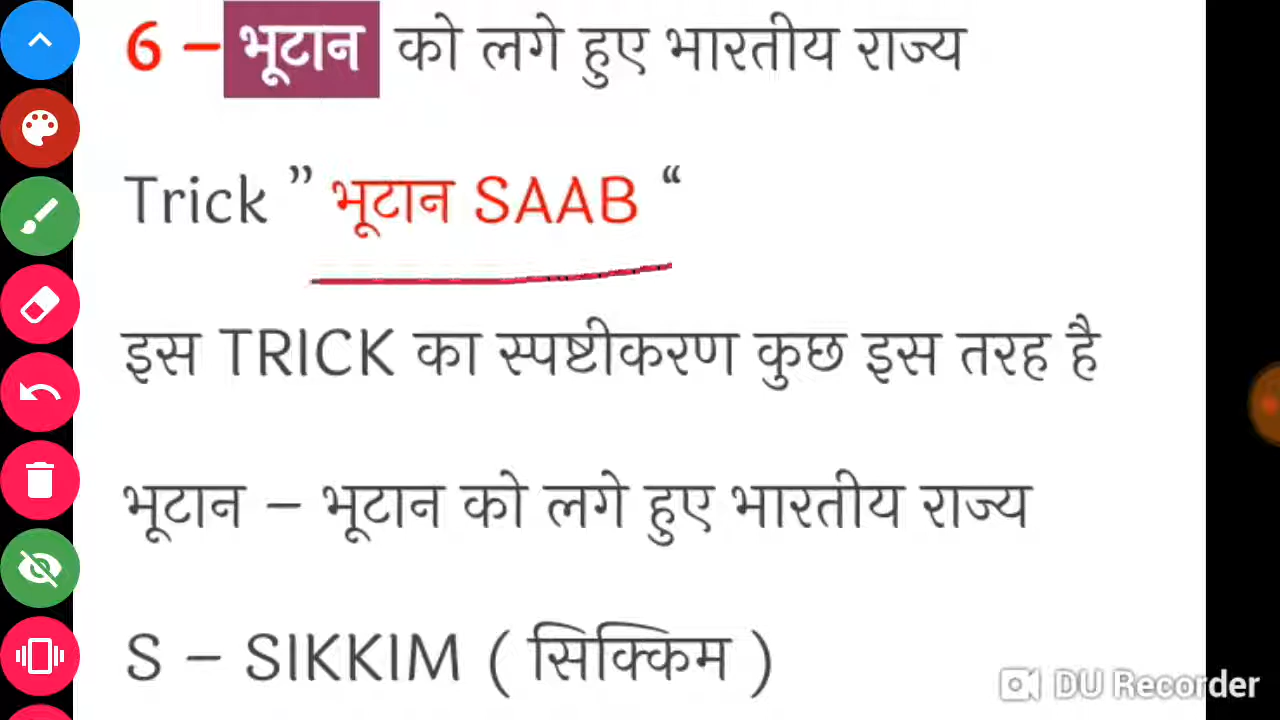 6 – भूटान को लगे हुए भारतीय राज्य
Trick ” भूटान SAAB “
इस TRICK का स्पष्टीकरण कुछ इस तरह है
भूटान – भूटान को लगे हुए भारतीय राज्य
S – SIKKIM ( सिक्किम )
DU Recorder